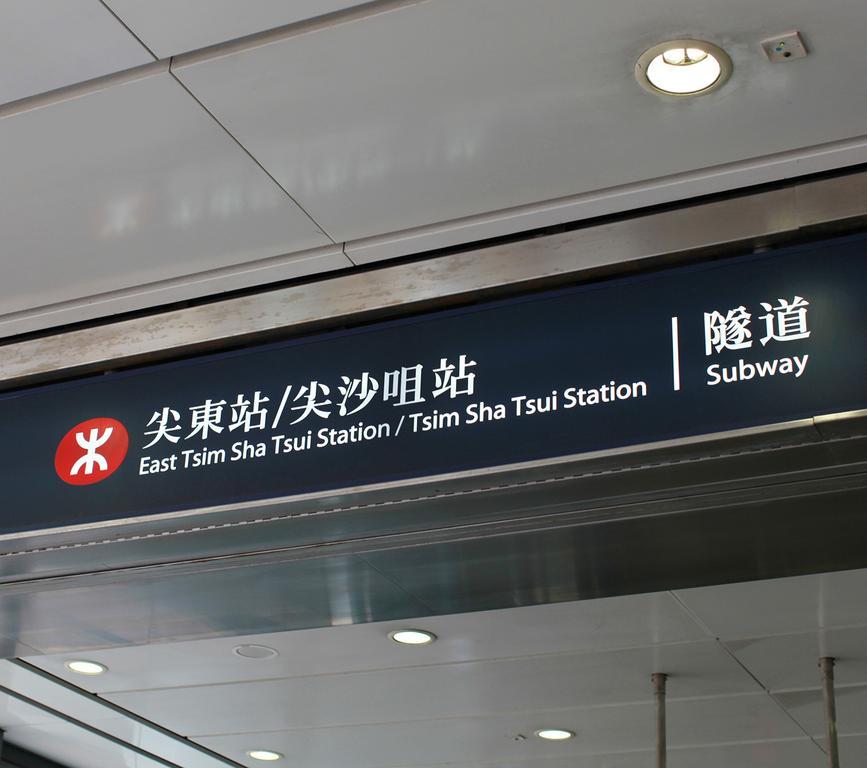 尖東站/尖沙咀站
East Tsim Sha Tsui Station / Tsim Sha Tsui Station
隧道
Subway